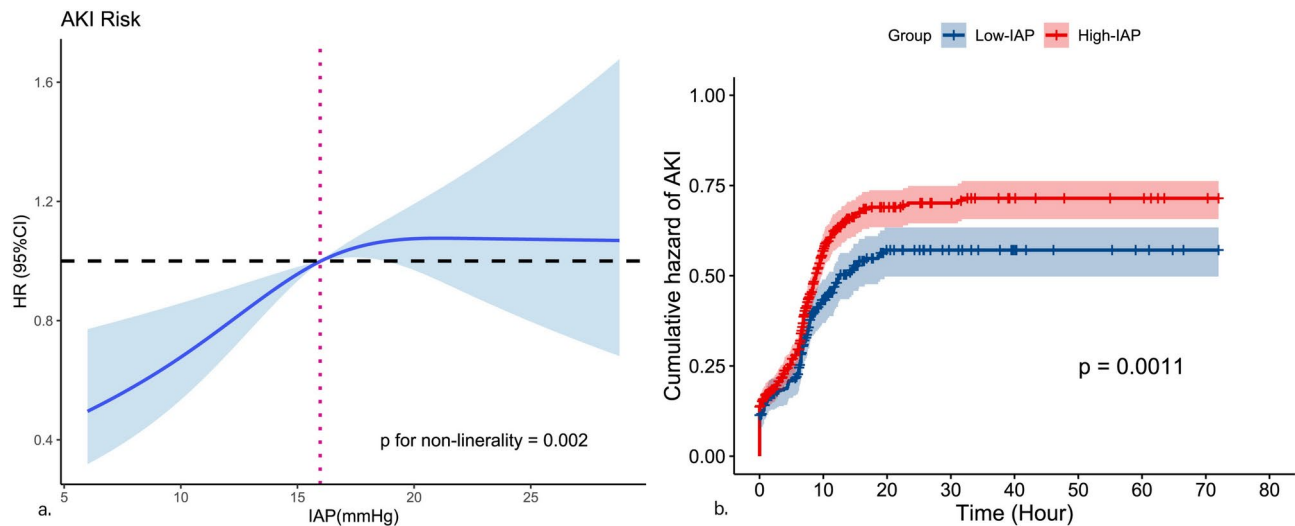 AKI Risk
HR (95%CI)
1.6
1.2
0.8
0.4
p for non-linerality = 0.002
5 10 15 20 25
IAP(mmHg)
a.
Group Low-IAP High-IAP
Cumulative hazzard of AKI
1.00
0.75
0.50
0.25
0.00
p = 0.0011
0 10 20 30 40 50 60 70 80
Time (Hour)
b.